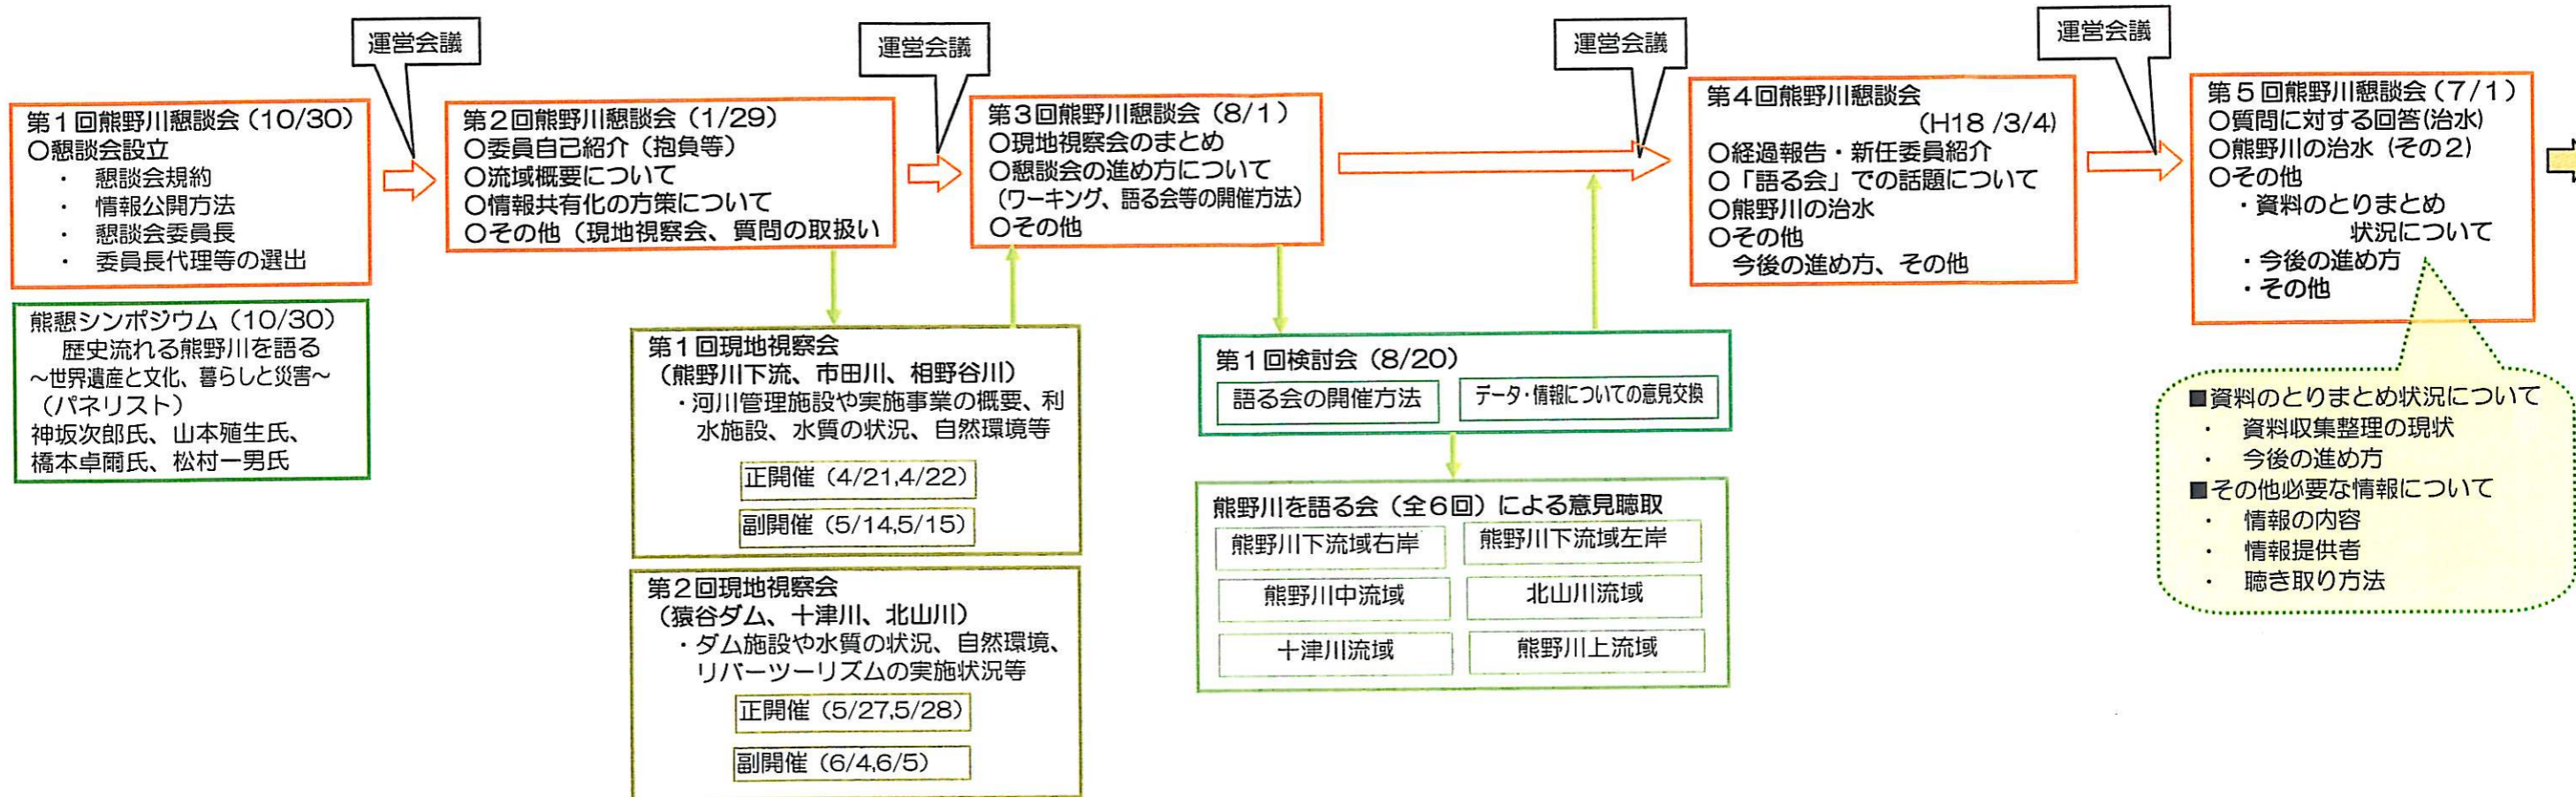 運営会議
運営会議
運営会議
運営会議
第1回熊野川懇談会（10/30）
○懇談会設立
・ 懇談会規約
・ 情報公開方法
・ 懇談会委員長
・ 委員長代理等の選出
熊懇シンポジウム（10/30）
歴史流れる熊野川を語る
～世界遺産と文化、暮らしと災害～
（パネリスト）
神坂次郎氏、山本殖生氏、
橋本卓爾氏、松村一男氏
第2回熊野川懇談会（1/29）
○委員自己紹介（抱負等）
○流域概要について
○情報共有化の方策について
○その他（現地視察会、質問の取扱い
第3回熊野川懇談会（8/1）
○現地視察会のまとめ
○懇談会の進め方について
（ワーキング、語る会等の開催方法）
○その他
第1回現地視察会
（熊野川下流、市田川、相野谷川）
・河川管理施設や実施事業の概要、利
水施設、水質の状況、自然環境等
正開催（4/21,4/22）
副開催（5/14,5/15）
第2回現地視察会
（猿谷ダム、十津川、北山川）
・ダム施設や水質の状況、自然環境、
リバーツーリズムの実施状況等
正開催（5/27,5/28）
副開催（6/4,6/5）
第1回検討会（8/20）
語る会の開催方法
データ・情報についての意見交換
熊野川を語る会（全6回）による意見聴取
熊野川下流域右岸
熊野川下流域左岸
熊野川中流域
北山川流域
十津川流域
熊野川上流域
第4回熊野川懇談会
（H18 /3/4)
○経過報告・新任委員紹介
○「語る会」での話題について
○熊野川の治水
○その他
今後の進め方、その他
第5回熊野川懇談会（7/1）
○質問に対する回答(治水)
○熊野川の治水（その2）
○その他
・資料のとりまとめ
状況について
・今後の進め方
・その他
■資料のとりまとめ状況について
・ 資料収集整理の現状
・ 今後の進め方
■その他必要な情報について
・ 情報の内容
・ 情報提供者
・ 聴き取り方法